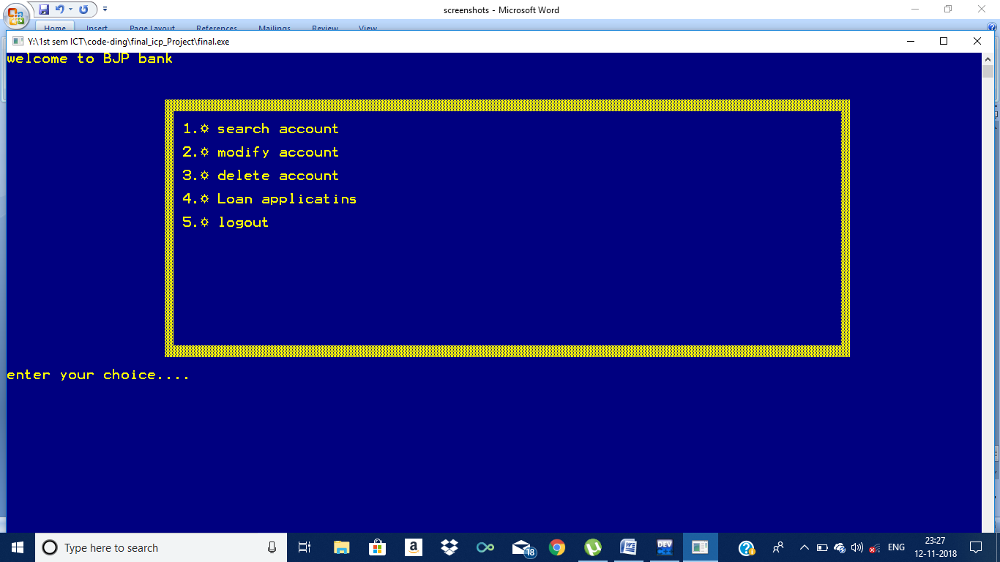 screenshots - Microsoft Word
Home Insert Page Layout References Mailings Review View
Y:\1st sem ICT\code-ding\final_icp_Project\final.exe
welcome to BJP bank
1.☼ search account
2.☼ modify account
3.☼ delete account
4.☼ Loan applicatins
5.☼ logout
enter your choice....
Type here to search
a
18
DEV
ENG
23:27
12-11-2018